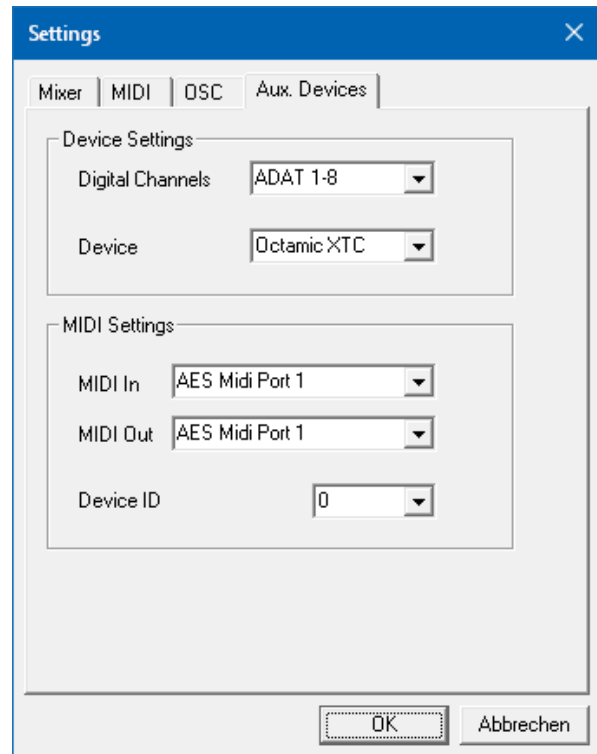 Settings
Mixer MIDI OSC Aux. Devices
Device Settings
Digital Channels ADAT 1-8
Device Octamic XTC
MIDI Settings
MIDI In AES Midi Port 1
MIDI Out AES Midi Port 1
Device ID 0
OK Abbrechen